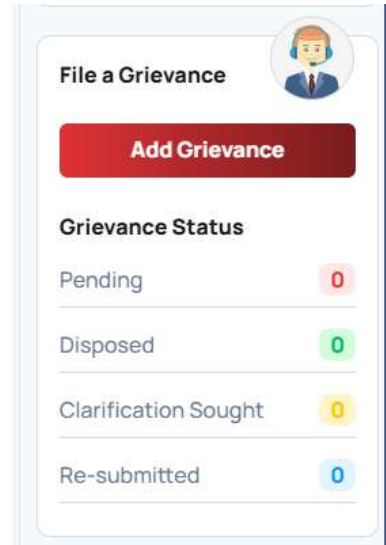 File a Grievance
Add Grievance
Grievance Status
Pending 0
Disposed 0
Clarification Sought 0
Re-submitted 0